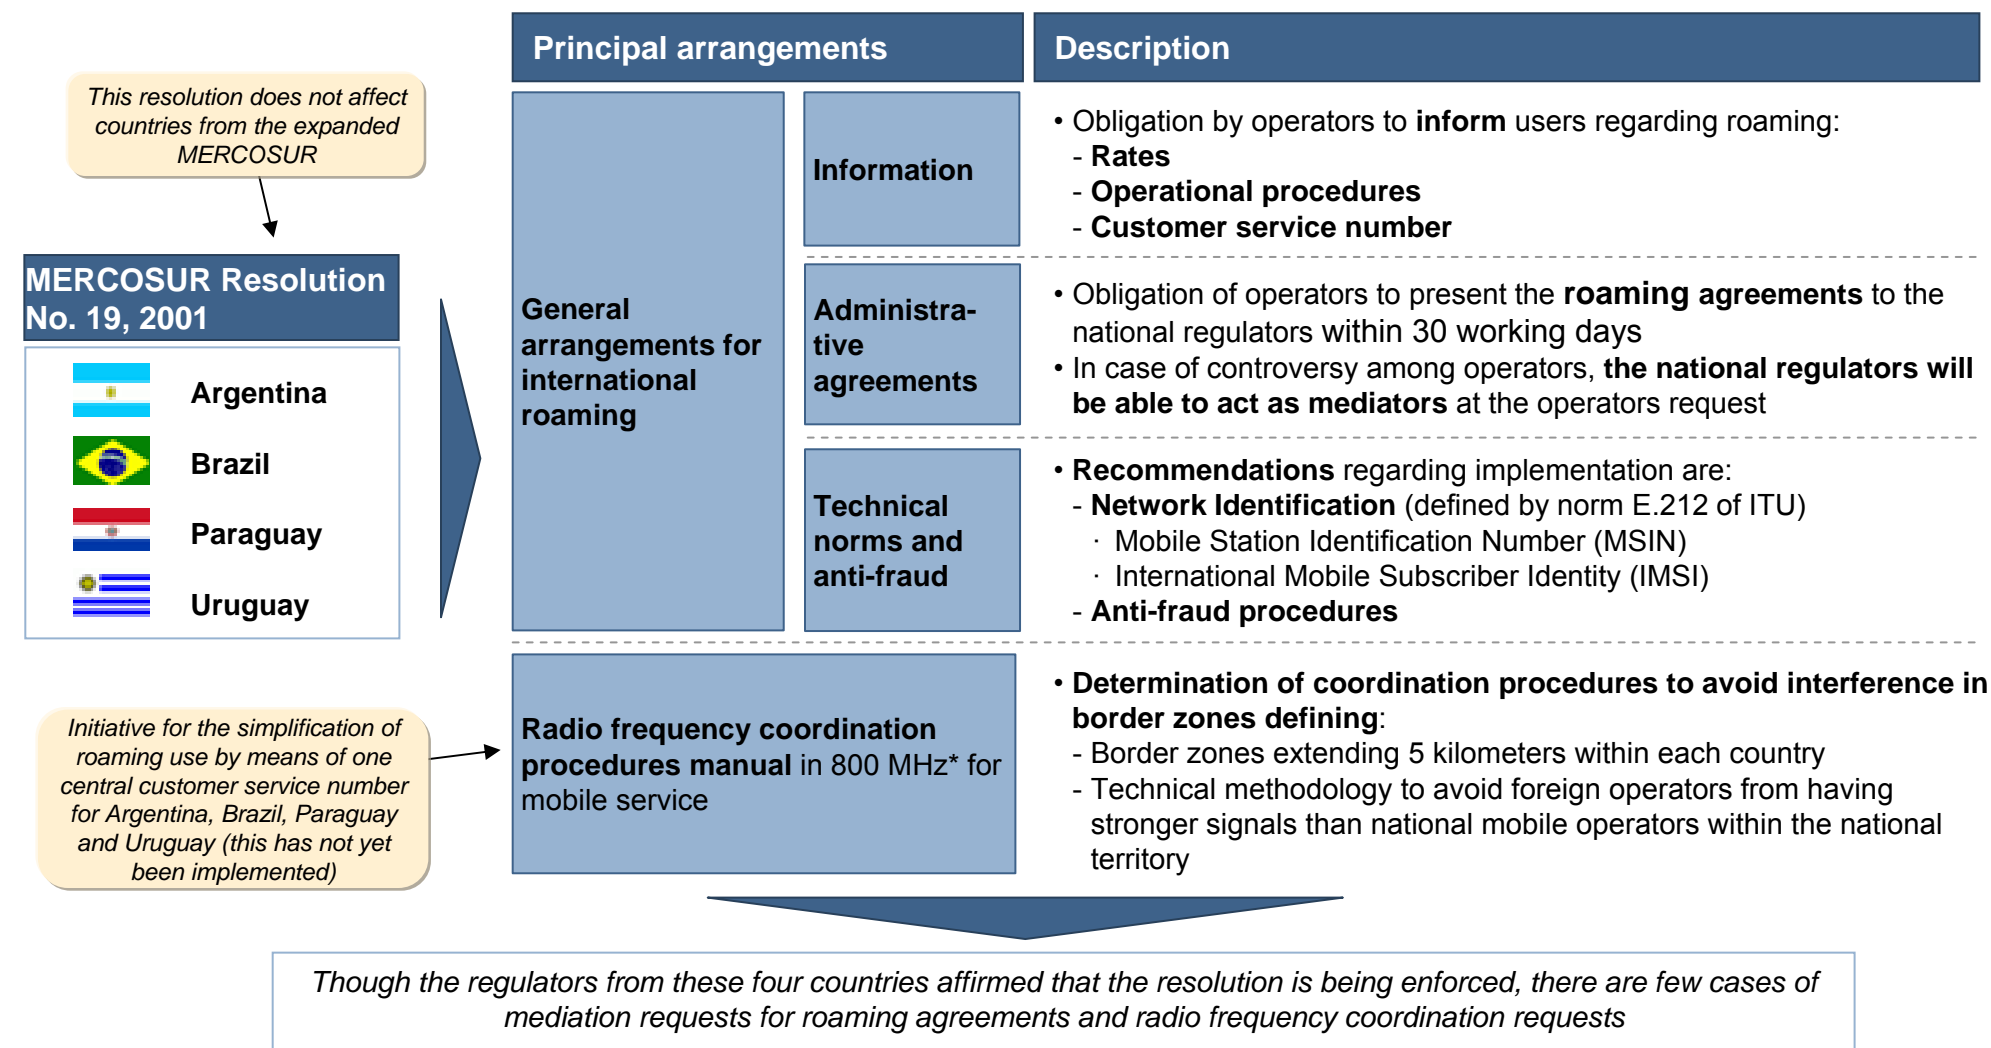 Principal arrangements
Description
This resolution does not affect
countries from the expanded
MERCOSUR
MERCOSUR Resolution
No. 19, 2001
Argentina
Brazil
Paraguay
Uruguay
General
arrangements for
international
roaming
Information
• Obligation by operators to inform users regarding roaming:
- Rates
- Operational procedures
- Customer service number
Administra-
tive
agreements
• Obligation of operators to present the roaming agreements to the
national regulators within 30 working days
• In case of controversy among operators, the national regulators will
be able to act as mediators at the operators request
Technical
norms and
anti-fraud
• Recommendations regarding implementation are:
- Network Identification (defined by norm E.212 of ITU)
· Mobile Station Identification Number (MSIN)
· International Mobile Subscriber Identity (IMSI)
- Anti-fraud procedures
Initiative for the simplification of
roaming use by means of one
central customer service number
for Argentina, Brazil, Paraguay
and Uruguay (this has not yet
been implemented)
Radio frequency coordination
procedures manual in 800 MHz* for
mobile service
• Determination of coordination procedures to avoid interference in
border zones defining:
- Border zones extending 5 kilometers within each country
- Technical methodology to avoid foreign operators from having
stronger signals than national mobile operators within the national
territory
Though the regulators from these four countries affirmed that the resolution is being enforced, there are few cases of
mediation requests for roaming agreements and radio frequency coordination requests